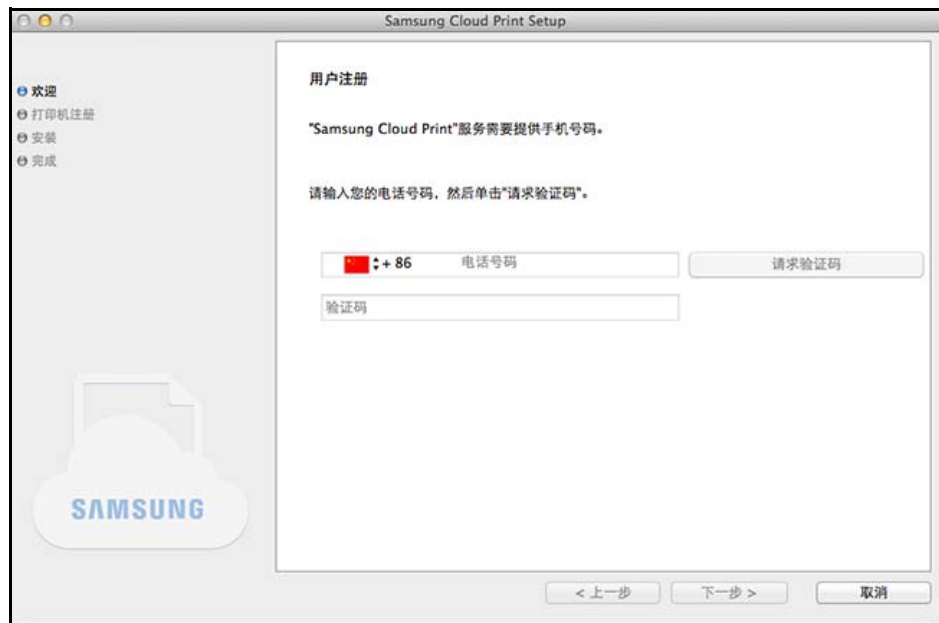 Samsung Cloud Print Setup
欢迎
打印机注册
安装
完成
用户注册
"Samsung Cloud Print"服务需要提供手机号码。
请输入您的电话号码，然后单击"请求验证码"。
+ 86 电话号码 请求验证码
验证码
SAMSUNG
< 上一步 下一步 > 取消